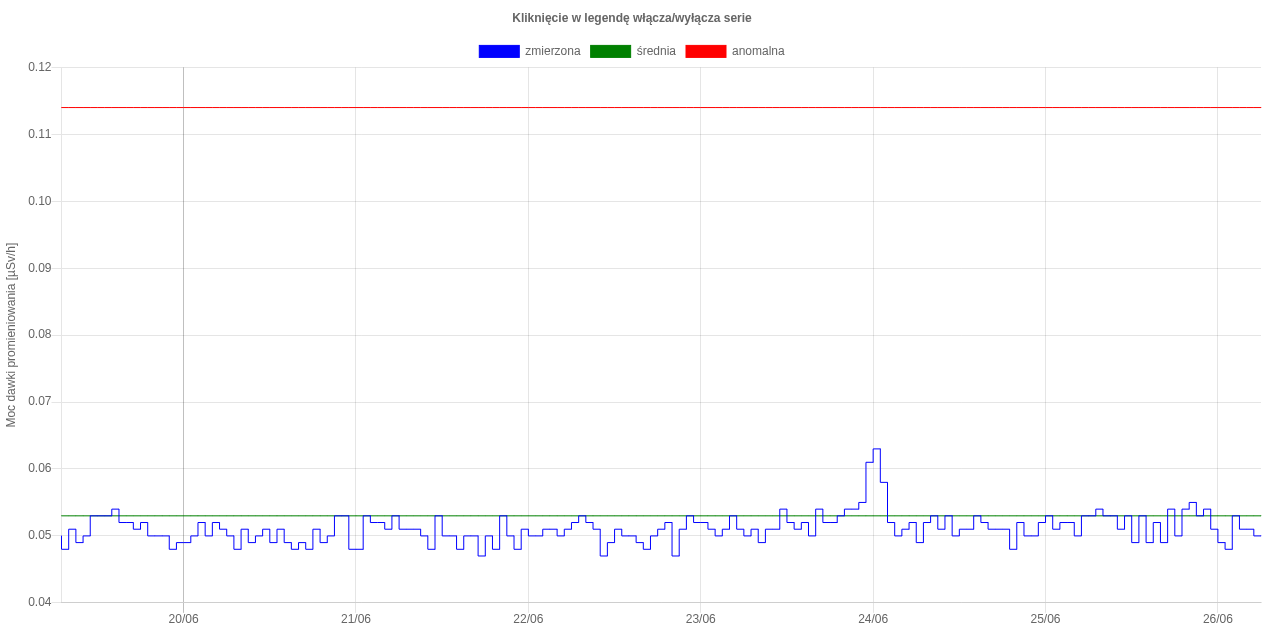 Kliknięcie w legendę włącza/wyłącza serie
zmierzona średnia anomalna
Moc dawki promieniowania [µSv/h]
0.12
0.11
0.10
0.09
0.08
0.07
0.06
0.05
0.04
20/06 21/06 22/06 23/06 24/06 25/06 26/06